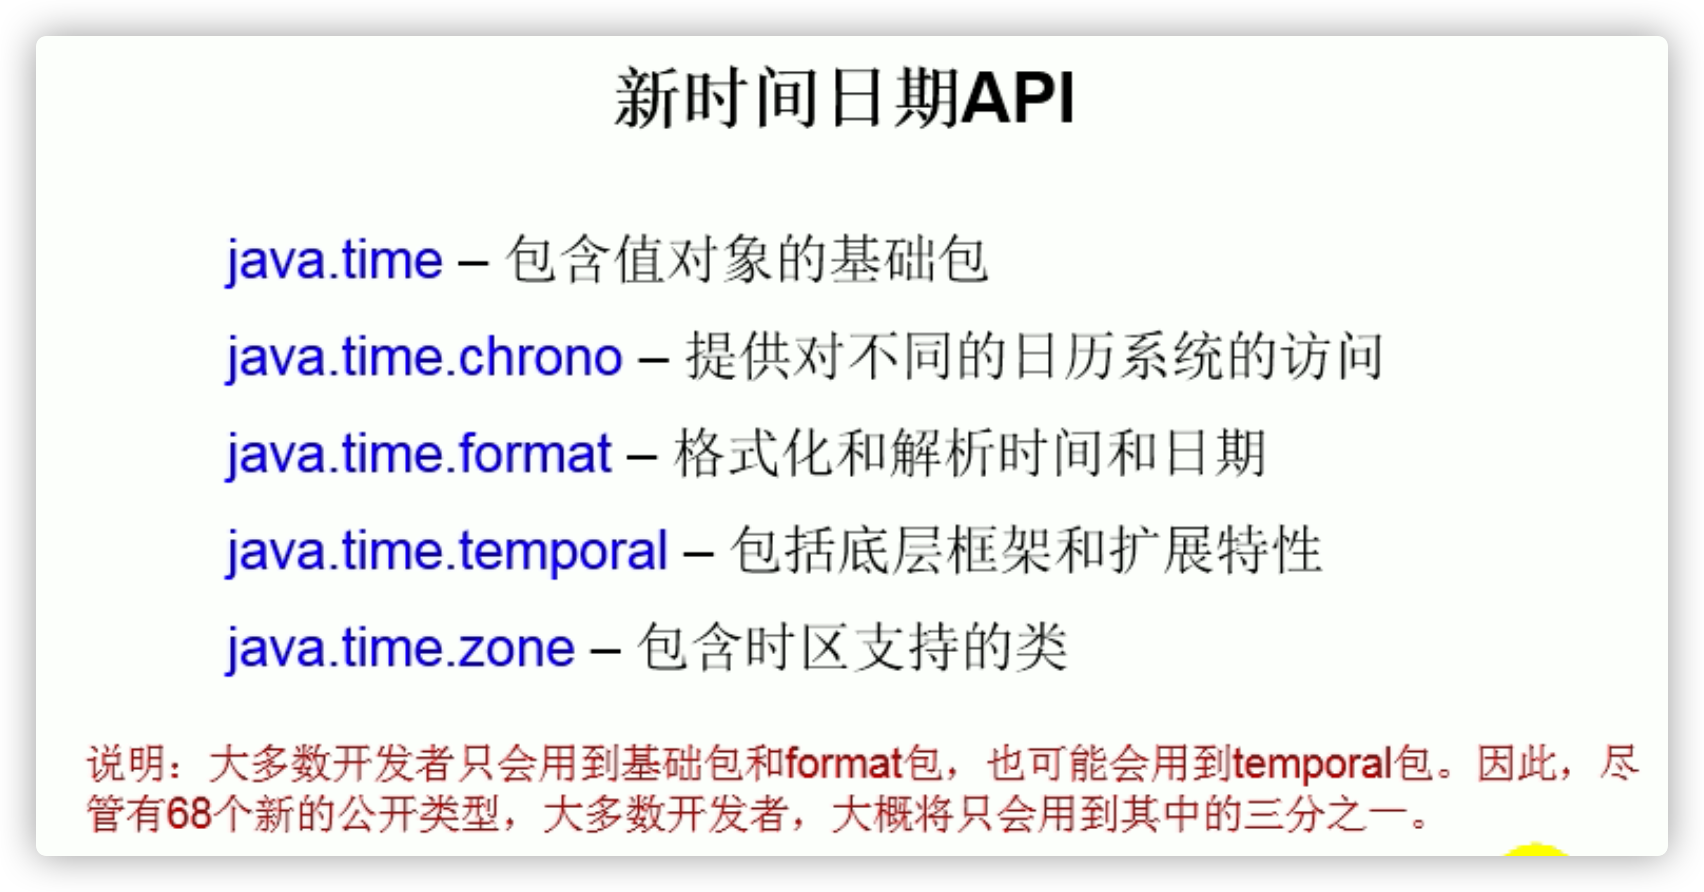 新时间日期API
java.time – 包含值对象的基础包
java.time.chrono – 提供对不同的日历系统的访问
java.time.format – 格式化和解析时间和日期
java.time.temporal – 包括底层框架和扩展特性
java.time.zone – 包含时区支持的类
说明：大多数开发者只会用到基础包和format包，也可能会用到temporal包。因此，尽
管有68个新的公开类型，大多数开发者，大概将只会用到其中的三分之一。